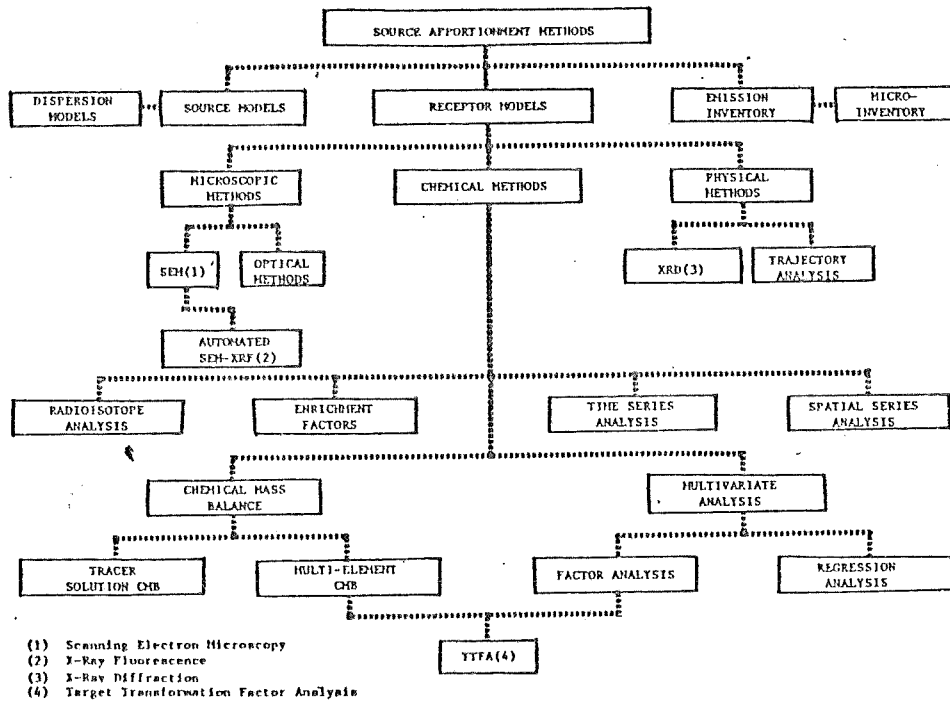 SOURCE APPORTIONMENT METHODS
DISPERSION
MODELS
SOURCE MODELS
RECEPTOR MODELS
EMISSION
INVENTORY
MICRO-
INVENTORY
MICROSCOPIC
METHODS
CHEMICAL METHODS
PHYSICAL
METHODS
SEM(1)
OPTICAL
METHODS
XRD(3)
TRAJECTORY
ANALYSIS
AUTOMATED
SEM-XRF(2)
RADIOISOTOPE
ANALYSIS
ENRICHMENT
FACTORS
TIME SERIES
ANALYSIS
SPATIAL SERIES
ANALYSIS
CHEMICAL MASS
BALANCE
MULTIVARIATE
ANALYSIS
TRACER
SOLUTION CMB
MULTI-ELEMENT
CMB
FACTOR ANALYSIS
REGRESSION
ANALYSIS
TTFA(4)
(1) Scanning Electron Microscopy
(2) X-Ray Fluorescence
(3) X-Ray Diffraction
(4) Target Transformation Factor Analysis